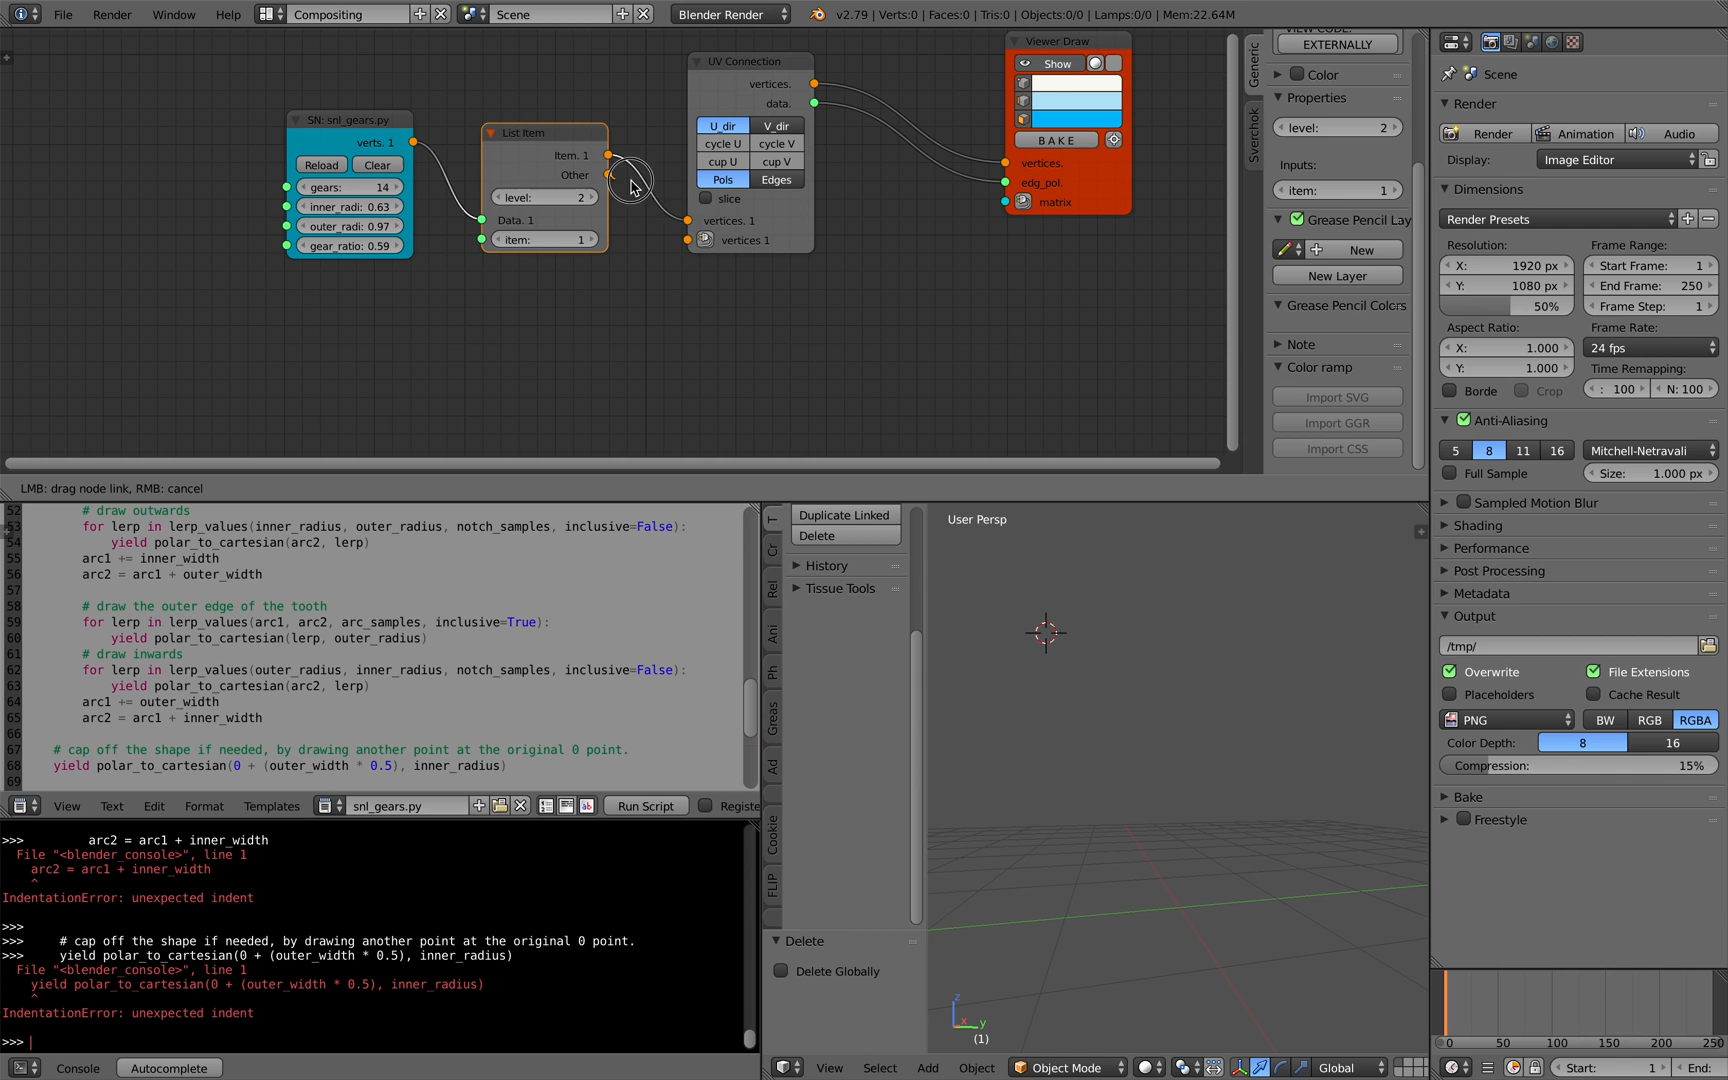 File Render Window Help Compositing Scene Blender Render v2.79 | Verts:0 | Faces:0 | Tris:0 | Objects:0/0 | Lamps:0/0 | Mem:22.64M
SN: snl_gears.py
verts. 1
Reload Clear
gears: 14
inner_radi: 0.63
outer_radi: 0.97
gear_ratio: 0.59
List Item
Item. 1
Other
level: 2
Data. 1
item: 1
UV Connection
vertices.
data.
U_dir V_dir
cycle U cycle V
cup U cup V
Pols Edges
slice
vertices. 1
vertices 1
Viewer Draw
Show
BAKE
vertices.
edg_pol.
matrix
Generic
Sverchok
VIEW CODE:
EXTERNALLY
Color
Properties
level: 2
Inputs:
item: 1
Grease Pencil Lay
New
New Layer
Grease Pencil Colors
Note
Color ramp
Import SVG
Import GGR
Import CSS
Scene
Render
Render Animation Audio
Display: Image Editor
Dimensions
Render Presets
Resolution: Frame Range:
X: 1920 px Start Frame: 1
Y: 1080 px End Frame: 250
50% Frame Step: 1
Aspect Ratio: Frame Rate:
X: 1.000 24 fps
Y: 1.000 Time Remapping:
Borde Crop : 100 N: 100
Anti-Aliasing
5 8 11 16 Mitchell-Netravali
Full Sample Size: 1.000 px
Sampled Motion Blur
Shading
Performance
Post Processing
Metadata
Output
/tmp/
Overwrite File Extensions
Placeholders Cache Result
PNG BW RGB RGBA
Color Depth: 8 16
Compression: 15%
Bake
Freestyle
LMB: drag node link, RMB: cancel
52 # draw outwards
53 for lerp in lerp_values(inner_radius, outer_radius, notch_samples, inclusive=False):
54 yield polar_to_cartesian(arc2, lerp)
55 arc1 += inner_width
56 arc2 = arc1 + outer_width
57
58 # draw the outer edge of the tooth
59 for lerp in lerp_values(arc1, arc2, arc_samples, inclusive=True):
60 yield polar_to_cartesian(lerp, outer_radius)
61 # draw inwards
62 for lerp in lerp_values(outer_radius, inner_radius, notch_samples, inclusive=False):
63 yield polar_to_cartesian(arc2, lerp)
64 arc1 += outer_width
65 arc2 = arc1 + inner_width
66
67 # cap off the shape if needed, by drawing another point at the original 0 point.
68 yield polar_to_cartesian(0 + (outer_width * 0.5), inner_radius)
69
View Text Edit Format Templates snl_gears.py Run Script Registe
>>> arc2 = arc1 + inner_width
File "<blender_console>", line 1
arc2 = arc1 + inner_width
^
IndentationError: unexpected indent
>>>
>>> # cap off the shape if needed, by drawing another point at the original 0 point.
>>> yield polar_to_cartesian(0 + (outer_width * 0.5), inner_radius)
File "<blender_console>", line 1
yield polar_to_cartesian(0 + (outer_width * 0.5), inner_radius)
^
IndentationError: unexpected indent
>>>
Console Autocomplete
T
Cr
Rel
Ani
Ph
Greas
Ad
Cookie
FLIP
Duplicate Linked
Delete
History
Tissue Tools
Delete
Delete Globally
User Persp
z
x y
(1)
View Select Add Object Object Mode Global
0 50 100 150 200 250
Start: 1 End: